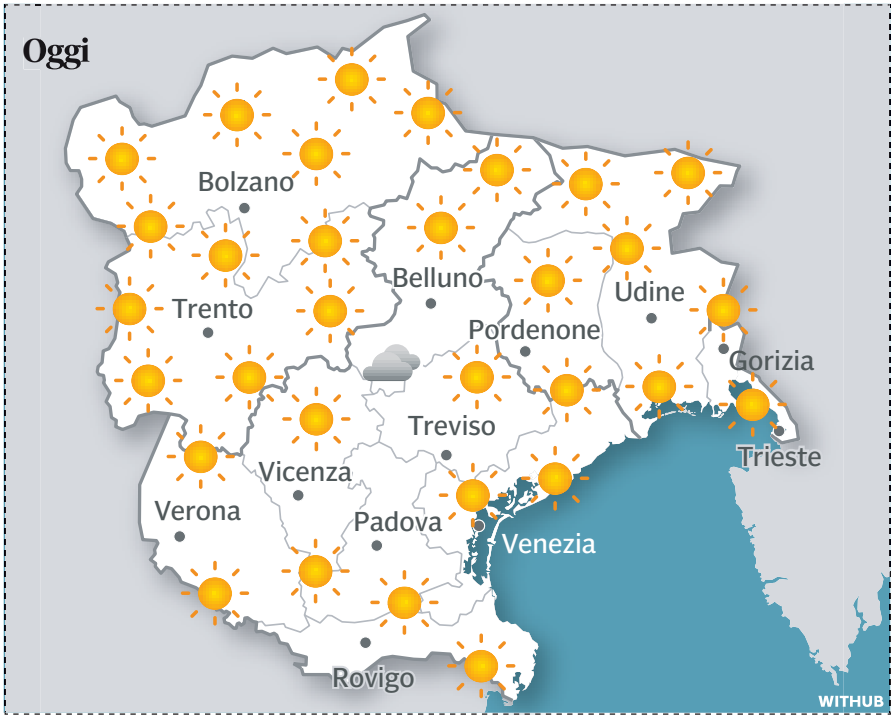 Oggi
Bolzano
Belluno
Trento
Udine
Pordenone
Gorizia
Treviso
Trieste
Vicenza
Verona
Padova
Venezia
Rovigo
WITHUB